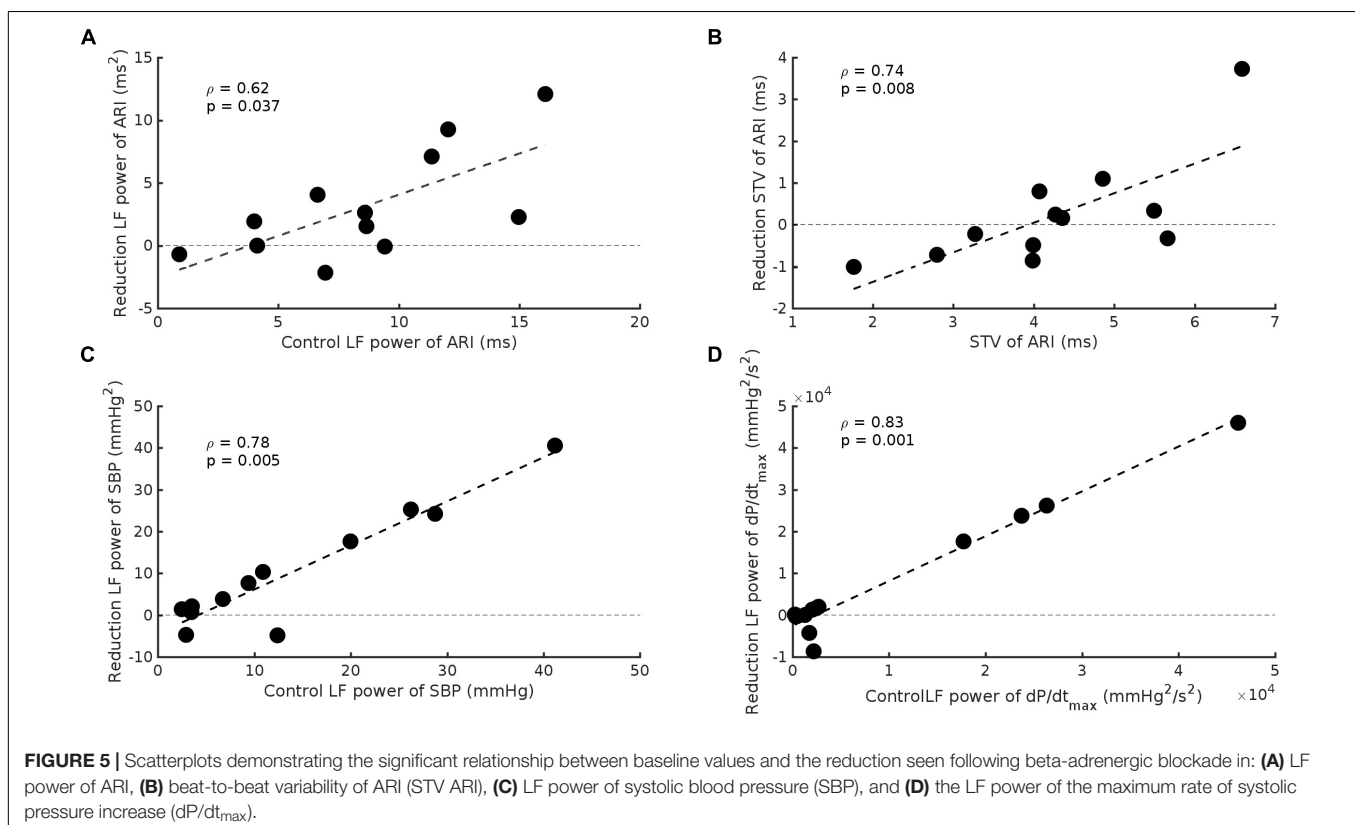 A
Reduction LF power of ARI (ms²)
15
10
5
0
-5
ρ = 0.62
p = 0.037
0 5 10 15 20
Control LF power of ARI (ms)
B
Reduction STV of ARI (ms)
4
3
2
1
0
-1
-2
ρ = 0.74
p = 0.008
1 2 3 4 5 6 7
STV of ARI (ms)
C
Reduction LF power of SBP (mmHg²)
50
40
30
20
10
0
-10
ρ = 0.78
p = 0.005
0 10 20 30 40 50
Control LF power of SBP (mmHg)
D
Reduction LF power of dP/dt_max (mmHg²/s²)
×10⁴
5
4
3
2
1
0
-1
ρ = 0.83
p = 0.001
0 1 2 3 4 5
ControlLF power of dP/dt_max (mmHg²/s²) ×10⁴
FIGURE 5 | Scatterplots demonstrating the significant relationship between baseline values and the reduction seen following beta-adrenergic blockade in: (A) LF
power of ARI, (B) beat-to-beat variability of ARI (STV ARI), (C) LF power of systolic blood pressure (SBP), and (D) the LF power of the maximum rate of systolic
pressure increase (dP/dt_max).